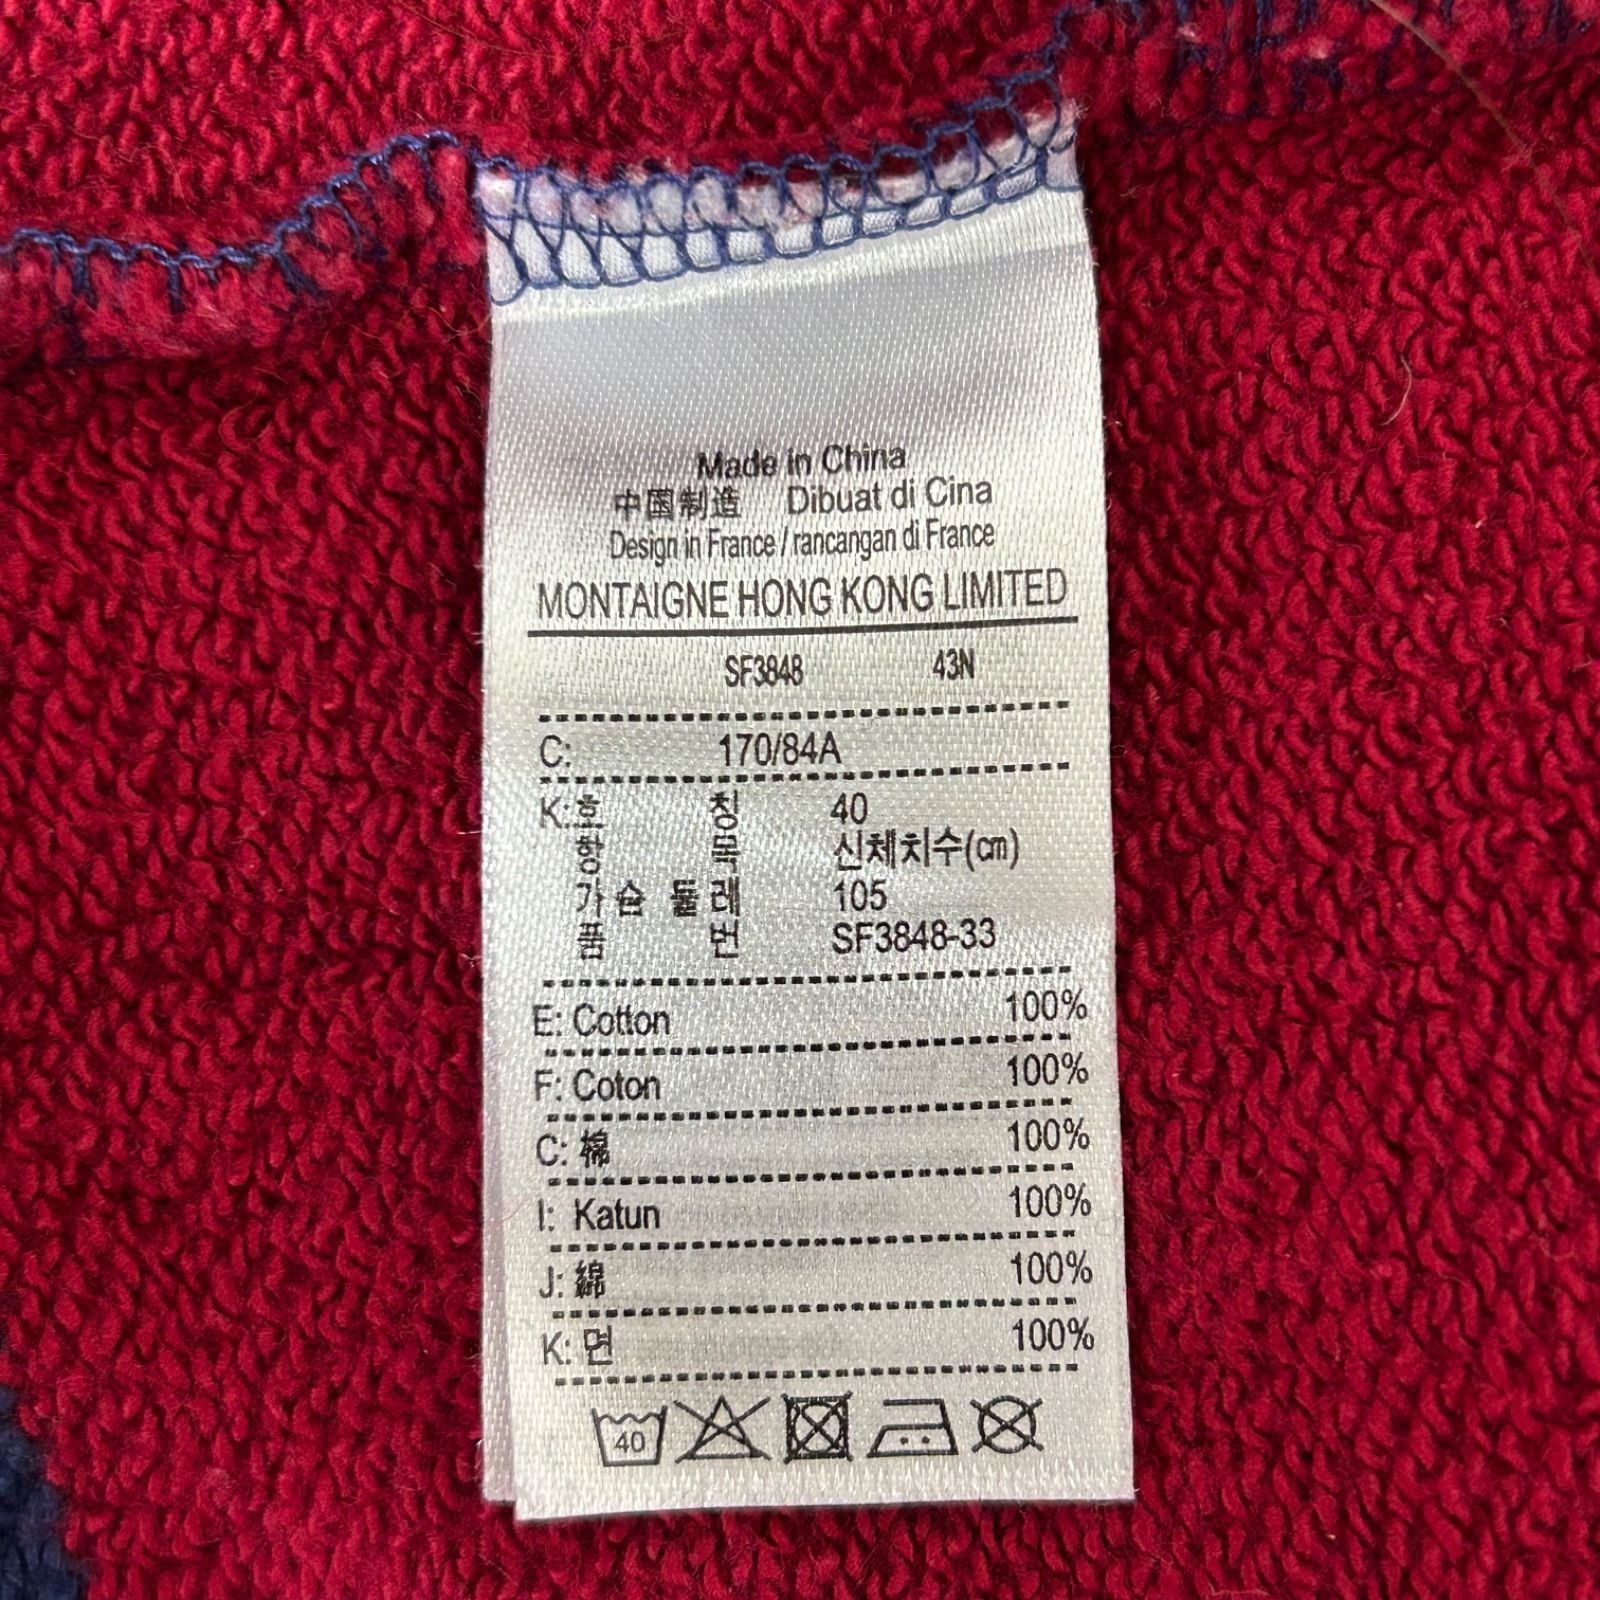 Made in China
中国制造 Dibuat di Cina
Design in France / rancangan di France
MONTAIGNE HONG KONG LIMITED
SF3848 43N
C: 170/84A
K: 호 칭 40
항 목 신체치수(cm)
가 슴 둘 레 105
품 번 SF3848-33
E: Cotton 100%
F: Coton 100%
C: 棉 100%
I: Katun 100%
J: 綿 100%
K: 면 100%
40